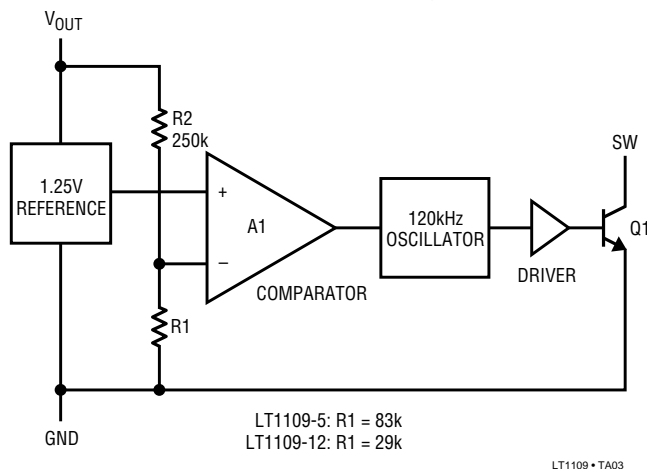 VOUT
R2
250k
SW
1.25V
REFERENCE
+
A1
–
120kHz
OSCILLATOR
Q1
DRIVER
COMPARATOR
R1
GND
LT1109-5: R1 = 83k
LT1109-12: R1 = 29k
LT1109 • TA03